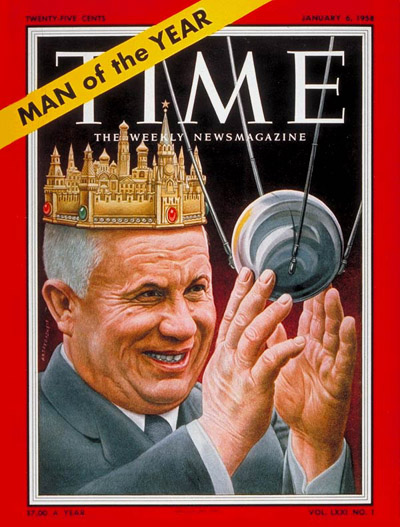 TWENTY-FIVE CENTS
JANUARY 6, 1958
MAN of the YEAR
TIME
THE WEEKLY NEWSMAGAZINE
$7.00 A YEAR
VOL. LXXI NO. 1